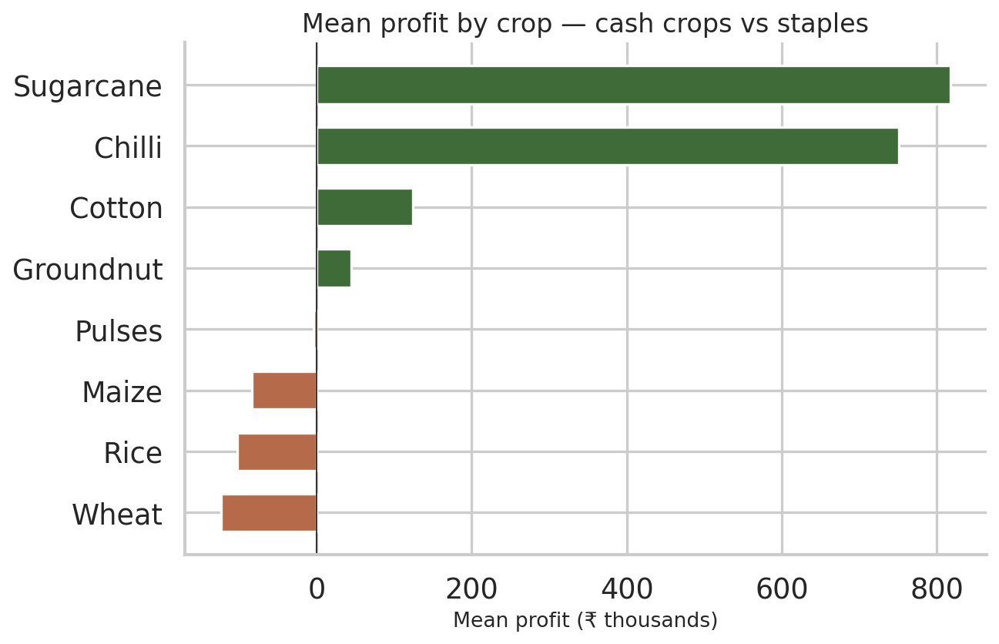 Mean profit by crop — cash crops vs staples
Sugarcane
Chilli
Cotton
Groundnut
Pulses
Maize
Rice
Wheat
0 200 400 600 800
Mean profit (₹ thousands)